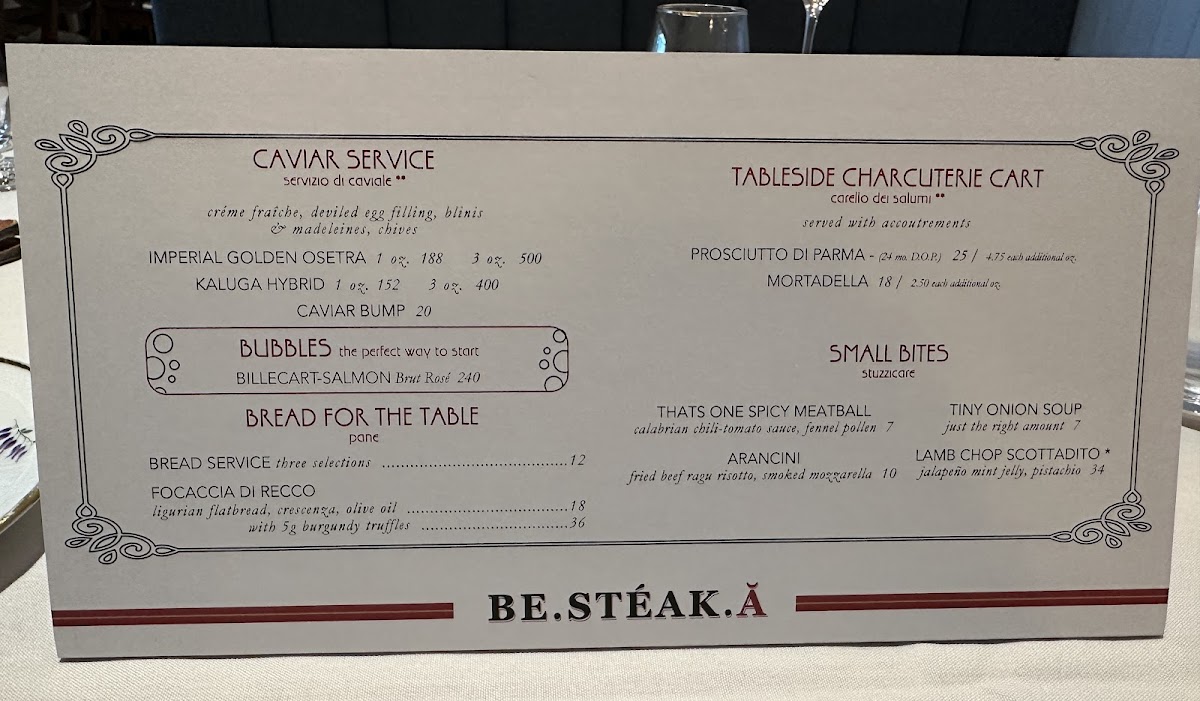 CAVIAR SERVICE
servizio di caviale **
créme fraîche, deviled egg filling, blinis
& madeleines, chives
IMPERIAL GOLDEN OSETRA 1 oz. 188 3 oz. 500
KALUGA HYBRID 1 oz. 152 3 oz. 400
CAVIAR BUMP 20
BUBBLES the perfect way to start
BILLECART-SALMON Brut Rosé 240
BREAD FOR THE TABLE
pane
BREAD SERVICE three selections ........................................12
FOCACCIA DI RECCO
ligurian flatbread, crescenza, olive oil ..............................18
with 5g burgundy truffles ...........................36
TABLESIDE CHARCUTERIE CART
carello dei salumi **
served with accoutrements
PROSCIUTTO DI PARMA - (24 mo. D.O.P.) 25 / 4.75 each additional oz.
MORTADELLA 18 / 2.50 each additional oz.
SMALL BITES
stuzzicare
THATS ONE SPICY MEATBALL
calabrian chili-tomato sauce, fennel pollen 7
TINY ONION SOUP
just the right amount 7
ARANCINI
fried beef ragu risotto, smoked mozzarella 10
LAMB CHOP SCOTTADITO *
jalapeño mint jelly, pistachio 34
BE.STÉAK.Ă